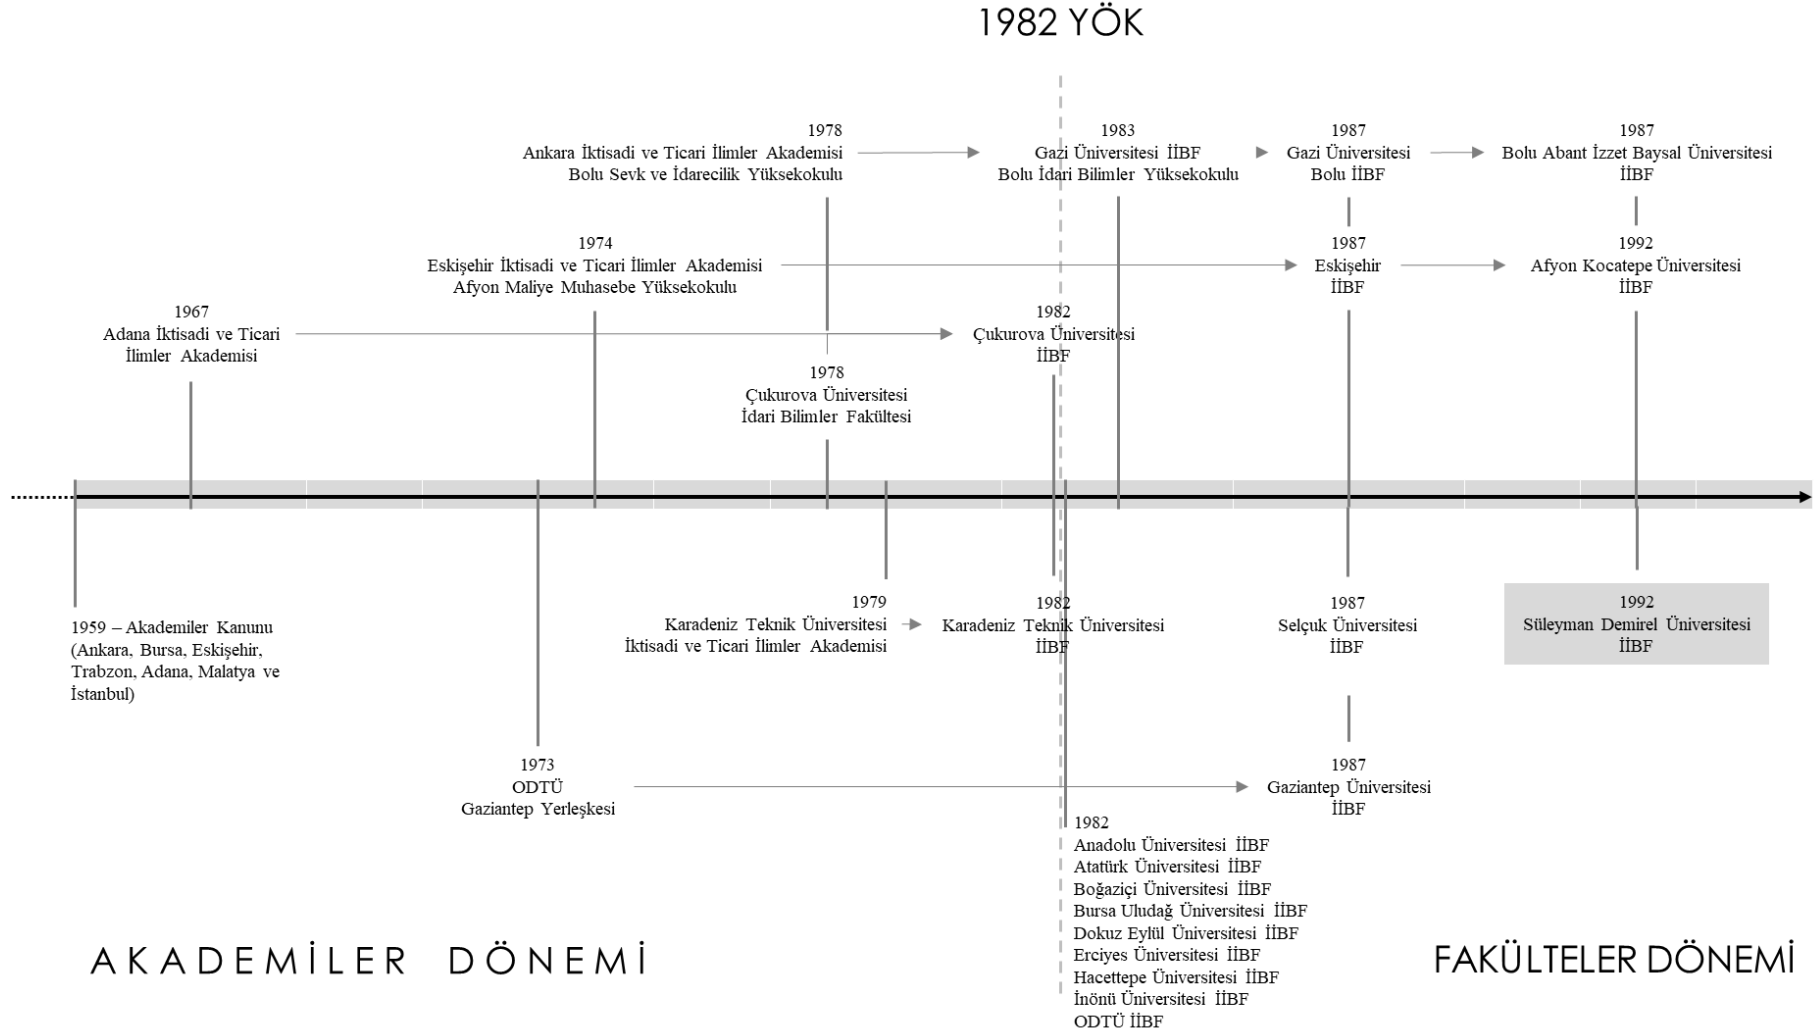 1982 YÖK
1978
Ankara İktisadi ve Ticari İlimler Akademisi
Bolu Sevk ve İdarecilik Yüksekokulu
1983
Gazi Üniversitesi İİBF
Bolu İdari Bilimler Yüksekokulu
1987
Gazi Üniversitesi
Bolu İİBF
1987
Bolu Abant İzzet Baysal Üniversitesi
İİBF
1974
Eskişehir İktisadi ve Ticari İlimler Akademisi
Afyon Maliye Muhasebe Yüksekokulu
1987
Eskişehir
İİBF
1992
Afyon Kocatepe Üniversitesi
İİBF
1967
Adana İktisadi ve Ticari
İlimler Akademisi
1982
Çukurova Üniversitesi
İİBF
1978
Çukurova Üniversitesi
İdari Bilimler Fakültesi
1959 – Akademiler Kanunu
(Ankara, Bursa, Eskişehir,
Trabzon, Adana, Malatya ve
İstanbul)
1979
Karadeniz Teknik Üniversitesi
İktisadi ve Ticari İlimler Akademisi
1982
Karadeniz Teknik Üniversitesi
İİBF
1987
Selçuk Üniversitesi
İİBF
1992
Süleyman Demirel Üniversitesi
İİBF
1973
ODTÜ
Gaziantep Yerleşkesi
1987
Gaziantep Üniversitesi
İİBF
1982
Anadolu Üniversitesi İİBF
Atatürk Üniversitesi İİBF
Boğaziçi Üniversitesi İİBF
Bursa Uludağ Üniversitesi İİBF
Dokuz Eylül Üniversitesi İİBF
Erciyes Üniversitesi İİBF
Hacettepe Üniversitesi İİBF
İnönü Üniversitesi İİBF
ODTÜ İİBF
AKADEMİLER DÖNEMİ
FAKÜLTELER DÖNEMİ